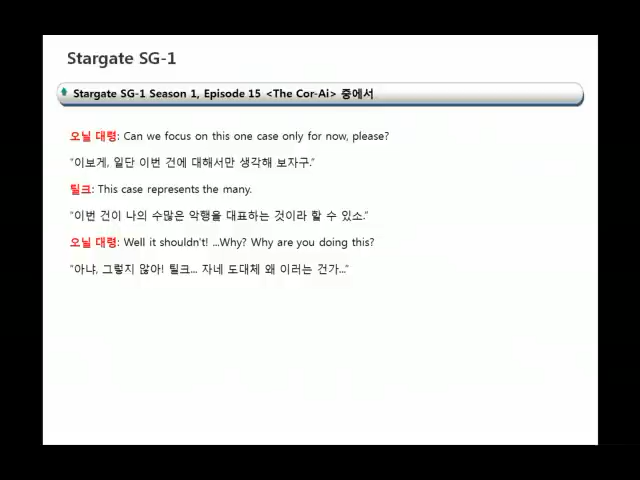 Stargate SG-1
Stargate SG-1 Season 1, Episode 15 <The Cor-Ai> 중에서
오닐 대령: Can we focus on this one case only for now, please?
"이보게, 일단 이번 건에 대해서만 생각해 보자구."
틸크: This case represents the many.
"이번 건이 나의 수많은 악행을 대표하는 것이라 할 수 있소."
오닐 대령: Well it shouldn't! ...Why? Why are you doing this?
"아냐, 그렇지 않아! 틸크... 자네 도대체 왜 이러는 건가..."